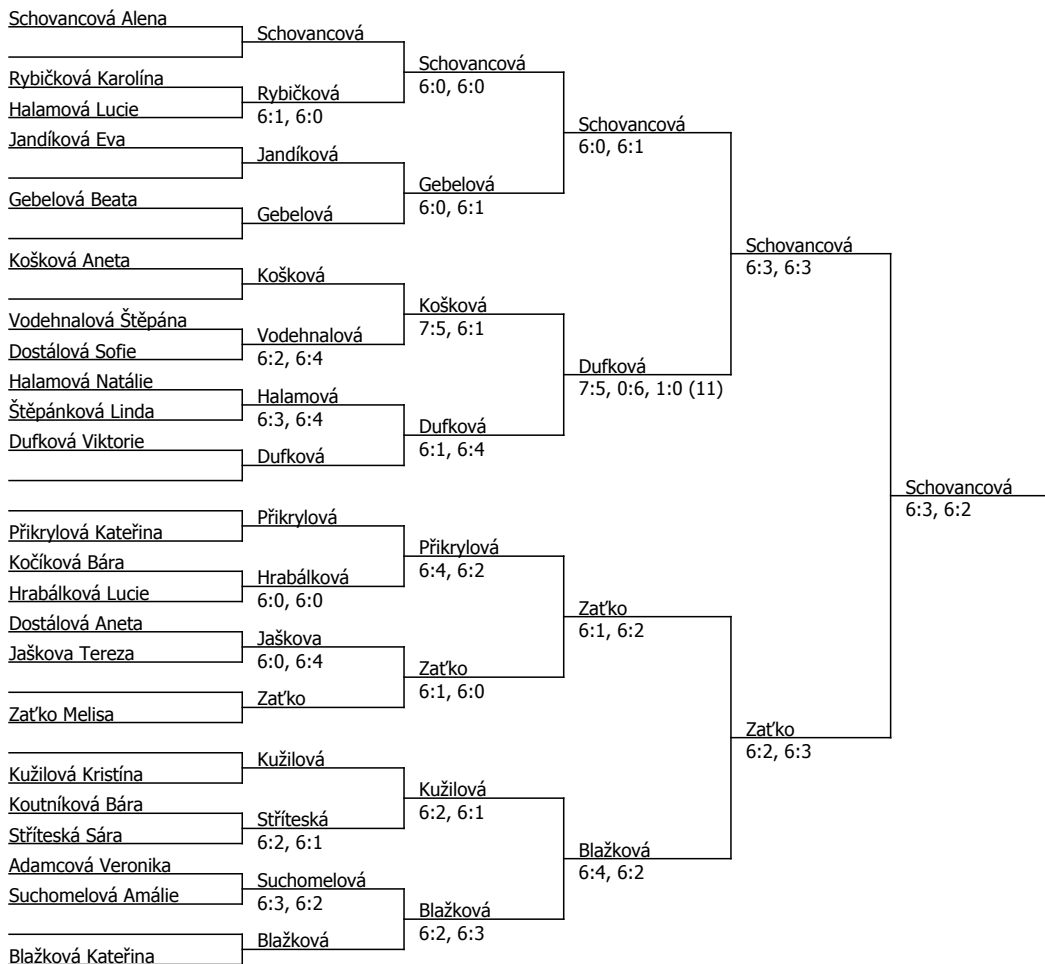 Schovancová Alena
Rybičková Karolína
Halamová Lucie
Jandíková Eva
Gebelová Beata
Košková Aneta
Vodehnalová Štěpána
Dostálová Sofie
Halamová Natálie
Štěpánková Linda
Dufková Viktorie
Přikrylová Kateřina
Kočíková Bára
Hrabálková Lucie
Dostálová Aneta
Jaškova Tereza
Zaťko Melisa
Kužilová Kristína
Koutníková Bára
Stříteská Sára
Adamcová Veronika
Suchomelová Amálie
Blažková Kateřina
Schovancová
Rybičková
6:1, 6:0
Jandíková
Gebelová
Košková
Vodehnalová
6:2, 6:4
Halamová
6:3, 6:4
Dufková
Přikrylová
Hrabálková
6:0, 6:0
Jaškova
6:0, 6:4
Zaťko
Kužilová
Stříteská
6:2, 6:1
Suchomelová
6:3, 6:2
Blažková
Schovancová
6:0, 6:0
Gebelová
6:0, 6:1
Košková
7:5, 6:1
Dufková
6:1, 6:4
Přikrylová
6:4, 6:2
Zaťko
6:1, 6:0
Kužilová
6:2, 6:1
Blažková
6:2, 6:3
Schovancová
6:0, 6:1
Dufková
7:5, 0:6, 1:0 (11)
Zaťko
6:1, 6:2
Blažková
6:4, 6:2
Schovancová
6:3, 6:3
Zaťko
6:2, 6:3
Schovancová
6:3, 6:2